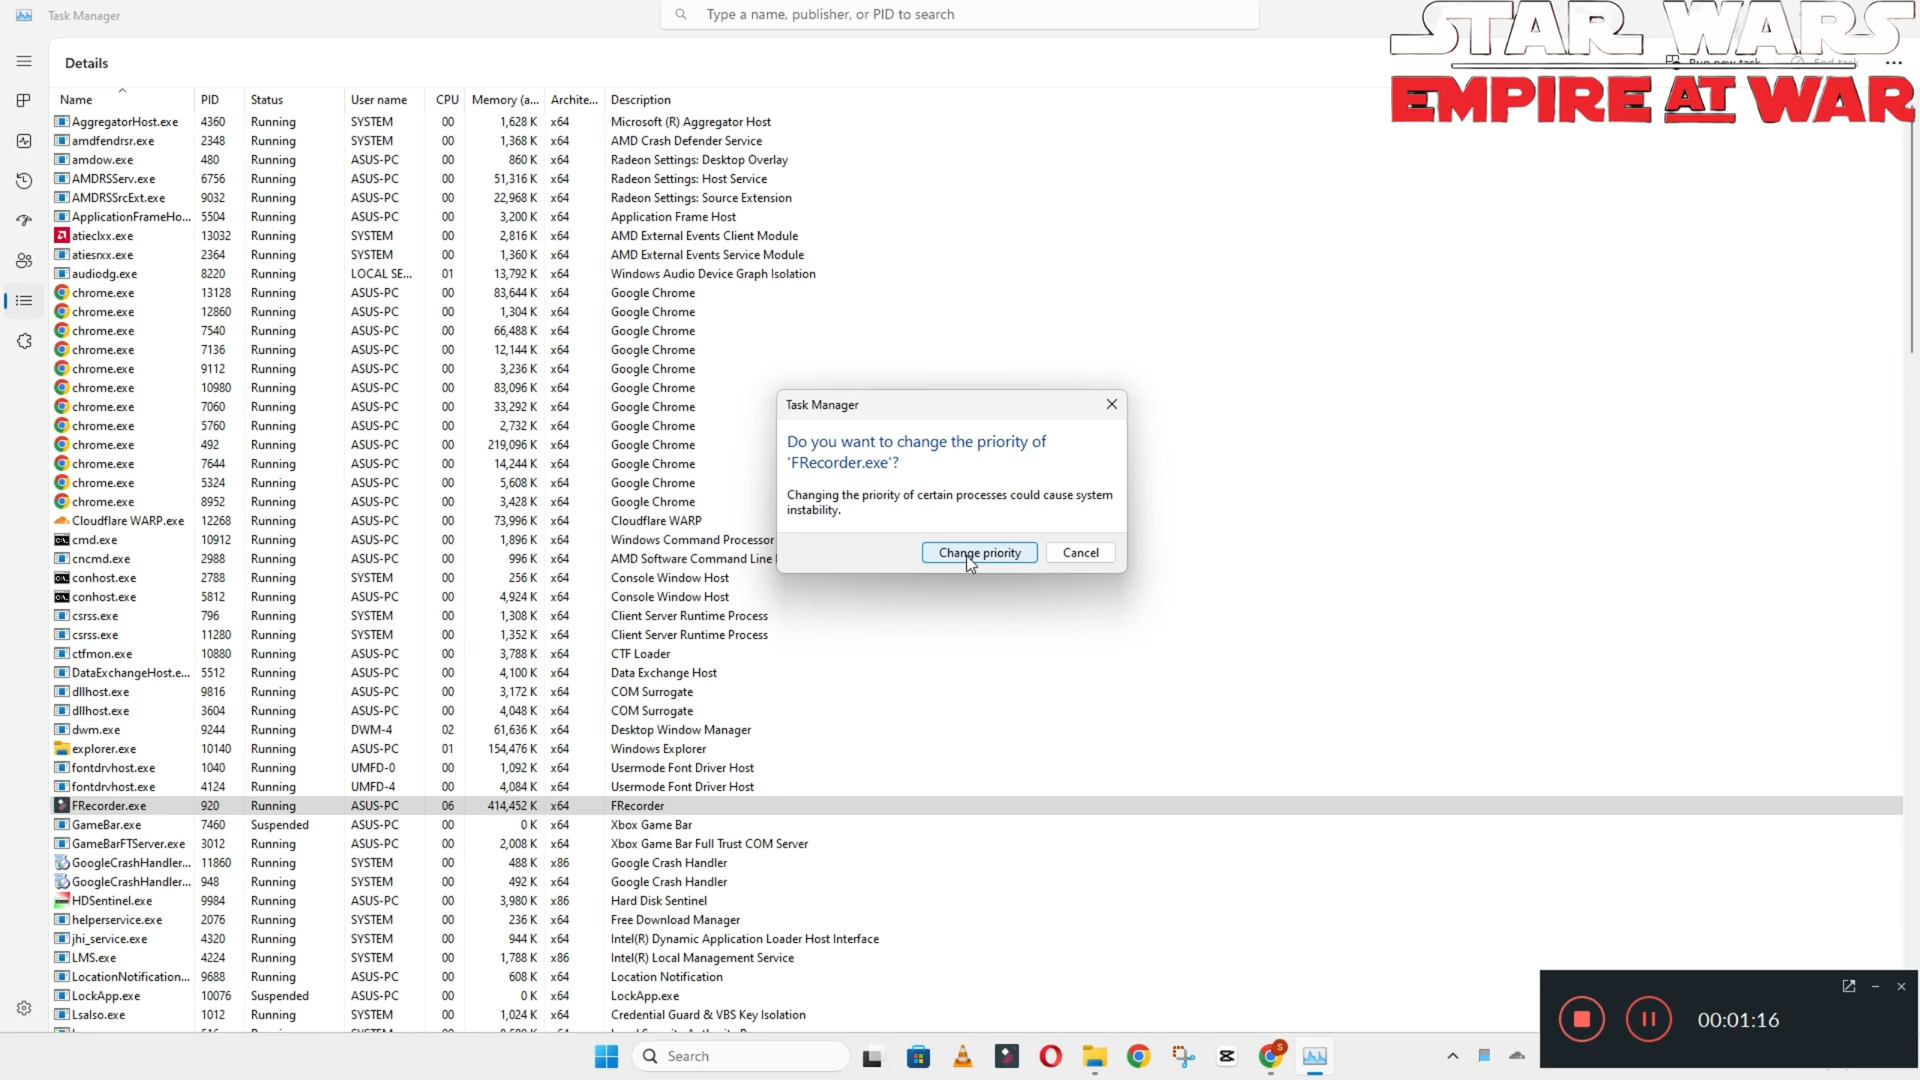 Task Manager
Type a name, publisher, or PID to search
STAR WARS
EMPIRE AT WAR
Details
Run new task
End task
Name PID Status User name CPU Memory (a... Archite... Description
AggregatorHost.exe 4360 Running SYSTEM 00 1,628 K x64 Microsoft (R) Aggregator Host
amdfendrsr.exe 2348 Running SYSTEM 00 1,368 K x64 AMD Crash Defender Service
amdow.exe 480 Running ASUS-PC 00 860 K x64 Radeon Settings: Desktop Overlay
AMDRSServ.exe 6756 Running ASUS-PC 00 51,316 K x64 Radeon Settings: Host Service
AMDRSSrcExt.exe 9032 Running ASUS-PC 00 22,968 K x64 Radeon Settings: Source Extension
ApplicationFrameHo... 5504 Running ASUS-PC 00 3,200 K x64 Application Frame Host
atieclxx.exe 13032 Running SYSTEM 00 2,816 K x64 AMD External Events Client Module
atiesrxx.exe 2364 Running SYSTEM 00 1,360 K x64 AMD External Events Service Module
audiodg.exe 8220 Running LOCAL SE... 01 13,792 K x64 Windows Audio Device Graph Isolation
chrome.exe 13128 Running ASUS-PC 00 83,644 K x64 Google Chrome
chrome.exe 12860 Running ASUS-PC 00 1,304 K x64 Google Chrome
chrome.exe 7540 Running ASUS-PC 00 66,488 K x64 Google Chrome
chrome.exe 7136 Running ASUS-PC 00 12,144 K x64 Google Chrome
chrome.exe 9112 Running ASUS-PC 00 3,236 K x64 Google Chrome
chrome.exe 10980 Running ASUS-PC 00 83,096 K x64 Google Chrome
chrome.exe 7060 Running ASUS-PC 00 33,292 K x64 Google Chrome
chrome.exe 5760 Running ASUS-PC 00 2,732 K x64 Google Chrome
chrome.exe 492 Running ASUS-PC 00 219,096 K x64 Google Chrome
chrome.exe 7644 Running ASUS-PC 00 14,244 K x64 Google Chrome
chrome.exe 5324 Running ASUS-PC 00 5,608 K x64 Google Chrome
chrome.exe 8952 Running ASUS-PC 00 3,428 K x64 Google Chrome
Cloudflare WARP.exe 12268 Running ASUS-PC 00 73,996 K x64 Cloudflare WARP
cmd.exe 10912 Running ASUS-PC 00 1,896 K x64 Windows Command Processor
cncmd.exe 2988 Running ASUS-PC 00 996 K x64 AMD Software Command Line
conhost.exe 2788 Running SYSTEM 00 256 K x64 Console Window Host
conhost.exe 5812 Running ASUS-PC 00 4,924 K x64 Console Window Host
csrss.exe 796 Running SYSTEM 00 1,308 K x64 Client Server Runtime Process
csrss.exe 11280 Running SYSTEM 00 1,352 K x64 Client Server Runtime Process
ctfmon.exe 10880 Running ASUS-PC 00 3,788 K x64 CTF Loader
DataExchangeHost.e... 5512 Running ASUS-PC 00 4,100 K x64 Data Exchange Host
dllhost.exe 9816 Running ASUS-PC 00 3,172 K x64 COM Surrogate
dllhost.exe 3604 Running ASUS-PC 00 4,048 K x64 COM Surrogate
dwm.exe 9244 Running DWM-4 02 61,636 K x64 Desktop Window Manager
explorer.exe 10140 Running ASUS-PC 01 154,476 K x64 Windows Explorer
fontdrvhost.exe 1040 Running UMFD-0 00 1,092 K x64 Usermode Font Driver Host
fontdrvhost.exe 4124 Running UMFD-4 00 4,084 K x64 Usermode Font Driver Host
FRecorder.exe 920 Running ASUS-PC 06 414,452 K x64 FRecorder
GameBar.exe 7460 Suspended ASUS-PC 00 0 K x64 Xbox Game Bar
GameBarFTServer.exe 3012 Running ASUS-PC 00 2,008 K x64 Xbox Game Bar Full Trust COM Server
GoogleCrashHandler... 11860 Running SYSTEM 00 488 K x86 Google Crash Handler
GoogleCrashHandler... 948 Running SYSTEM 00 492 K x64 Google Crash Handler
HDSentinel.exe 9984 Running ASUS-PC 00 3,980 K x86 Hard Disk Sentinel
helperservice.exe 2076 Running SYSTEM 00 236 K x64 Free Download Manager
jhi_service.exe 4320 Running SYSTEM 00 944 K x64 Intel(R) Dynamic Application Loader Host Interface
LMS.exe 4224 Running SYSTEM 00 1,788 K x86 Intel(R) Local Management Service
LocationNotification... 9688 Running ASUS-PC 00 608 K x64 Location Notification
LockApp.exe 10076 Suspended ASUS-PC 00 0 K x64 LockApp.exe
Lsalso.exe 1012 Running SYSTEM 00 1,024 K x64 Credential Guard & VBS Key Isolation
Task Manager
Do you want to change the priority of
'FRecorder.exe'?
Changing the priority of certain processes could cause system
instability.
Change priority Cancel
00:01:16
Search
S